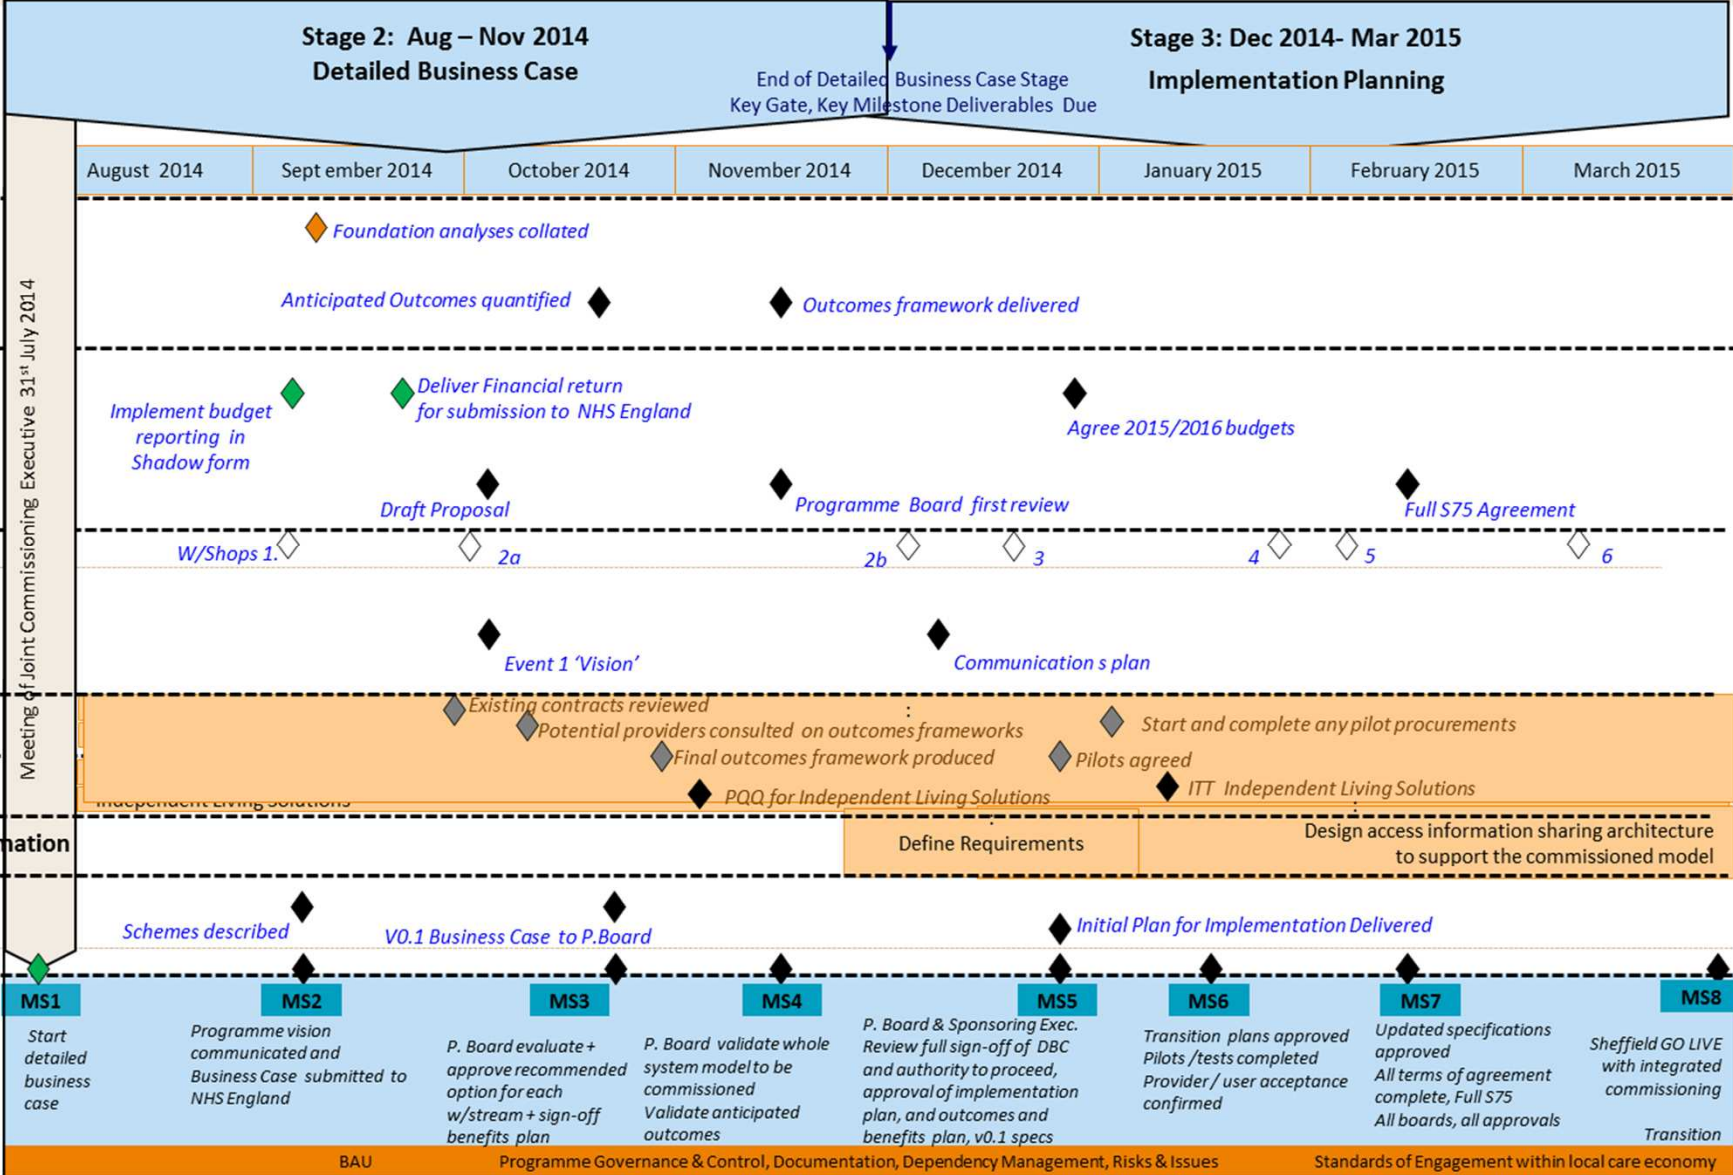 Stage 2: Aug – Nov 2014
Detailed Business Case
Stage 3: Dec 2014- Mar 2015
Implementation Planning
End of Detailed Business Case Stage
Key Gate, Key Milestone Deliverables Due
August 2014
Sept ember 2014
October 2014
November 2014
December 2014
January 2015
February 2015
March 2015
Meeting of Joint Commissioning Executive 31st July 2014
Foundation analyses collated
Anticipated Outcomes quantified
Outcomes framework delivered
Implement budget
reporting in
Shadow form
Deliver Financial return
for submission to NHS England
Agree 2015/2016 budgets
Draft Proposal
Programme Board first review
Full S75 Agreement
W/Shops 1.
2a
2b
3
4
5
6
Event 1 ‘Vision’
Communication s plan
Existing contracts reviewed
:
Potential providers consulted on outcomes frameworks
Start and complete any pilot procurements
Final outcomes framework produced
Pilots agreed
PQQ for Independent Living Solutions
ITT Independent Living Solutions
Independent Living Solutions
:
:
mation
Define Requirements
Design access information sharing architecture
to support the commissioned model
Schemes described
V0.1 Business Case to P.Board
Initial Plan for Implementation Delivered
MS1
Start
detailed
business
case
MS2
Programme vision
communicated and
Business Case submitted to
NHS England
MS3
P. Board evaluate +
approve recommended
option for each
w/stream + sign-off
benefits plan
MS4
P. Board validate whole
system model to be
commissioned
Validate anticipated
outcomes
MS5
P. Board & Sponsoring Exec.
Review full sign-off of DBC
and authority to proceed,
approval of implementation
plan, and outcomes and
benefits plan, v0.1 specs
MS6
Transition plans approved
Pilots /tests completed
Provider / user acceptance
confirmed
MS7
Updated specifications
approved
All terms of agreement
complete, Full S75
All boards, all approvals
MS8
Sheffield GO LIVE
with integrated
commissioning
Transition
BAU
Programme Governance & Control, Documentation, Dependency Management, Risks & Issues
Standards of Engagement within local care economy